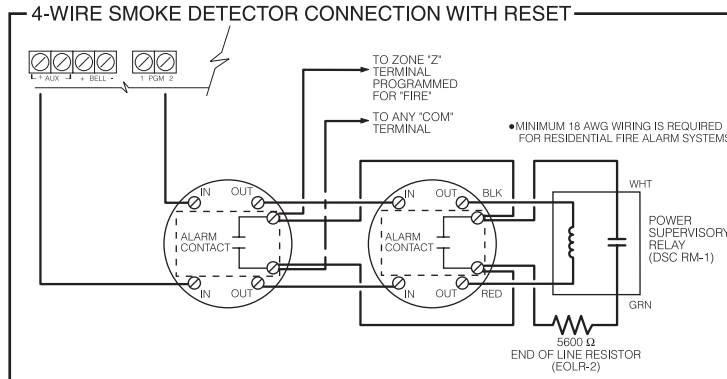 4-WIRE SMOKE DETECTOR CONNECTION WITH RESET
+ AUX - + BELL -
1 PGM 2
TO ZONE "Z"
TERMINAL
PROGRAMMED
FOR "FIRE"
TO ANY "COM"
TERMINAL
•MINIMUM 18 AWG WIRING IS REQUIRED
FOR RESIDENTIAL FIRE ALARM SYSTEMS
IN OUT
ALARM
CONTACT
IN OUT
IN OUT
ALARM
CONTACT
IN OUT
BLK
RED
WHT
POWER
SUPERVISORY
RELAY
(DSC RM-1)
GRN
5600 Ω
END OF LINE RESISTOR
(EOLR-2)